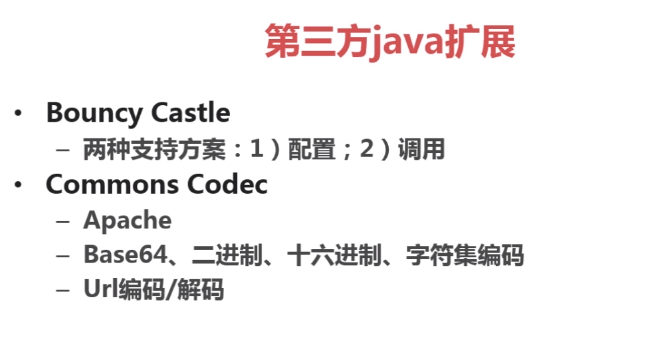 第三方java扩展
• Bouncy Castle
– 两种支持方案：1）配置；2）调用
• Commons Codec
– Apache
– Base64、二进制、十六进制、字符集编码
– Url编码/解码